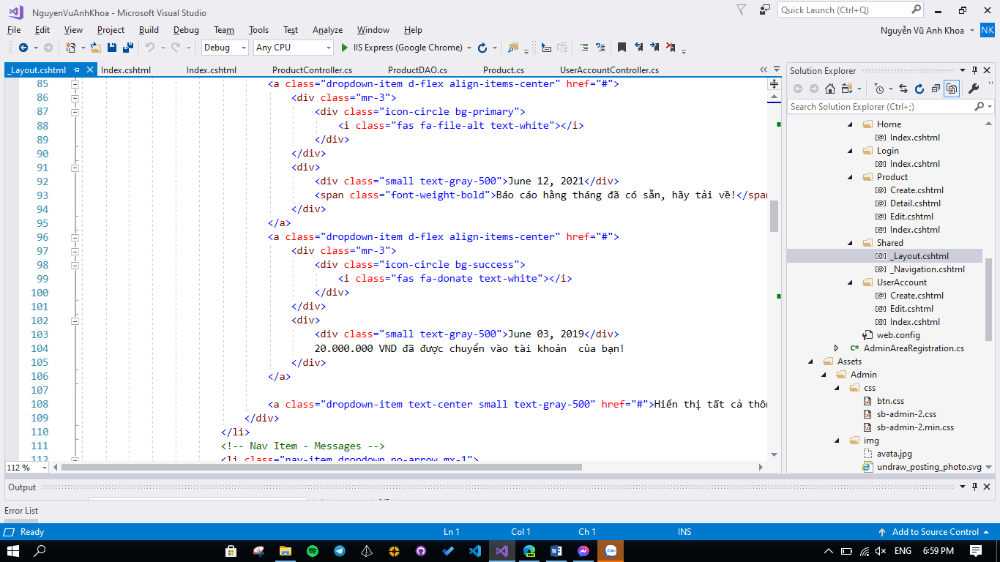 NguyenVuAnhKhoa - Microsoft Visual Studio
Quick Launch (Ctrl+Q)
File Edit View Project Build Debug Team Tools Test Analyze Window Help
Nguyễn Vũ Anh Khoa NK
Debug Any CPU IIS Express (Google Chrome)
_Layout.cshtml Index.cshtml Index.cshtml ProductController.cs ProductDAO.cs Product.cs UserAccountController.cs
85 <a class="dropdown-item d-flex align-items-center" href="#">
86 <div class="mr-3">
87 <div class="icon-circle bg-primary">
88 <i class="fas fa-file-alt text-white"></i>
89 </div>
90 </div>
91 <div>
92 <div class="small text-gray-500">June 12, 2021</div>
93 <span class="font-weight-bold">Báo cáo hằng tháng đã có sẵn, hãy tải về!</span
94 </div>
95 </a>
96 <a class="dropdown-item d-flex align-items-center" href="#">
97 <div class="mr-3">
98 <div class="icon-circle bg-success">
99 <i class="fas fa-donate text-white"></i>
100 </div>
101 </div>
102 <div>
103 <div class="small text-gray-500">June 03, 2019</div>
104 20.000.000 VND đã được chuyển vào tài khoản  của bạn!
105 </div>
106 </a>
107
108 <a class="dropdown-item text-center small text-gray-500" href="#">Hiển thị tất cả thôn
109 </div>
110 </li>
111 <!-- Nav Item - Messages -->
112 <li class="nav-item dropdown no-arrow mx-1">
112 %
Solution Explorer
Search Solution Explorer (Ctrl+;)
Home
Index.cshtml
Login
Index.cshtml
Product
Create.cshtml
Detail.cshtml
Edit.cshtml
Index.cshtml
Shared
_Layout.cshtml
_Navigation.cshtml
UserAccount
Create.cshtml
Edit.cshtml
Index.cshtml
web.config
C# AdminAreaRegistration.cs
Assets
Admin
css
btn.css
sb-admin-2.css
sb-admin-2.min.css
img
avata.jpg
undraw_posting_photo.svg
Output
Error List
Ready Ln 1 Col 1 Ch 1 INS Add to Source Control
ENG 6:59 PM